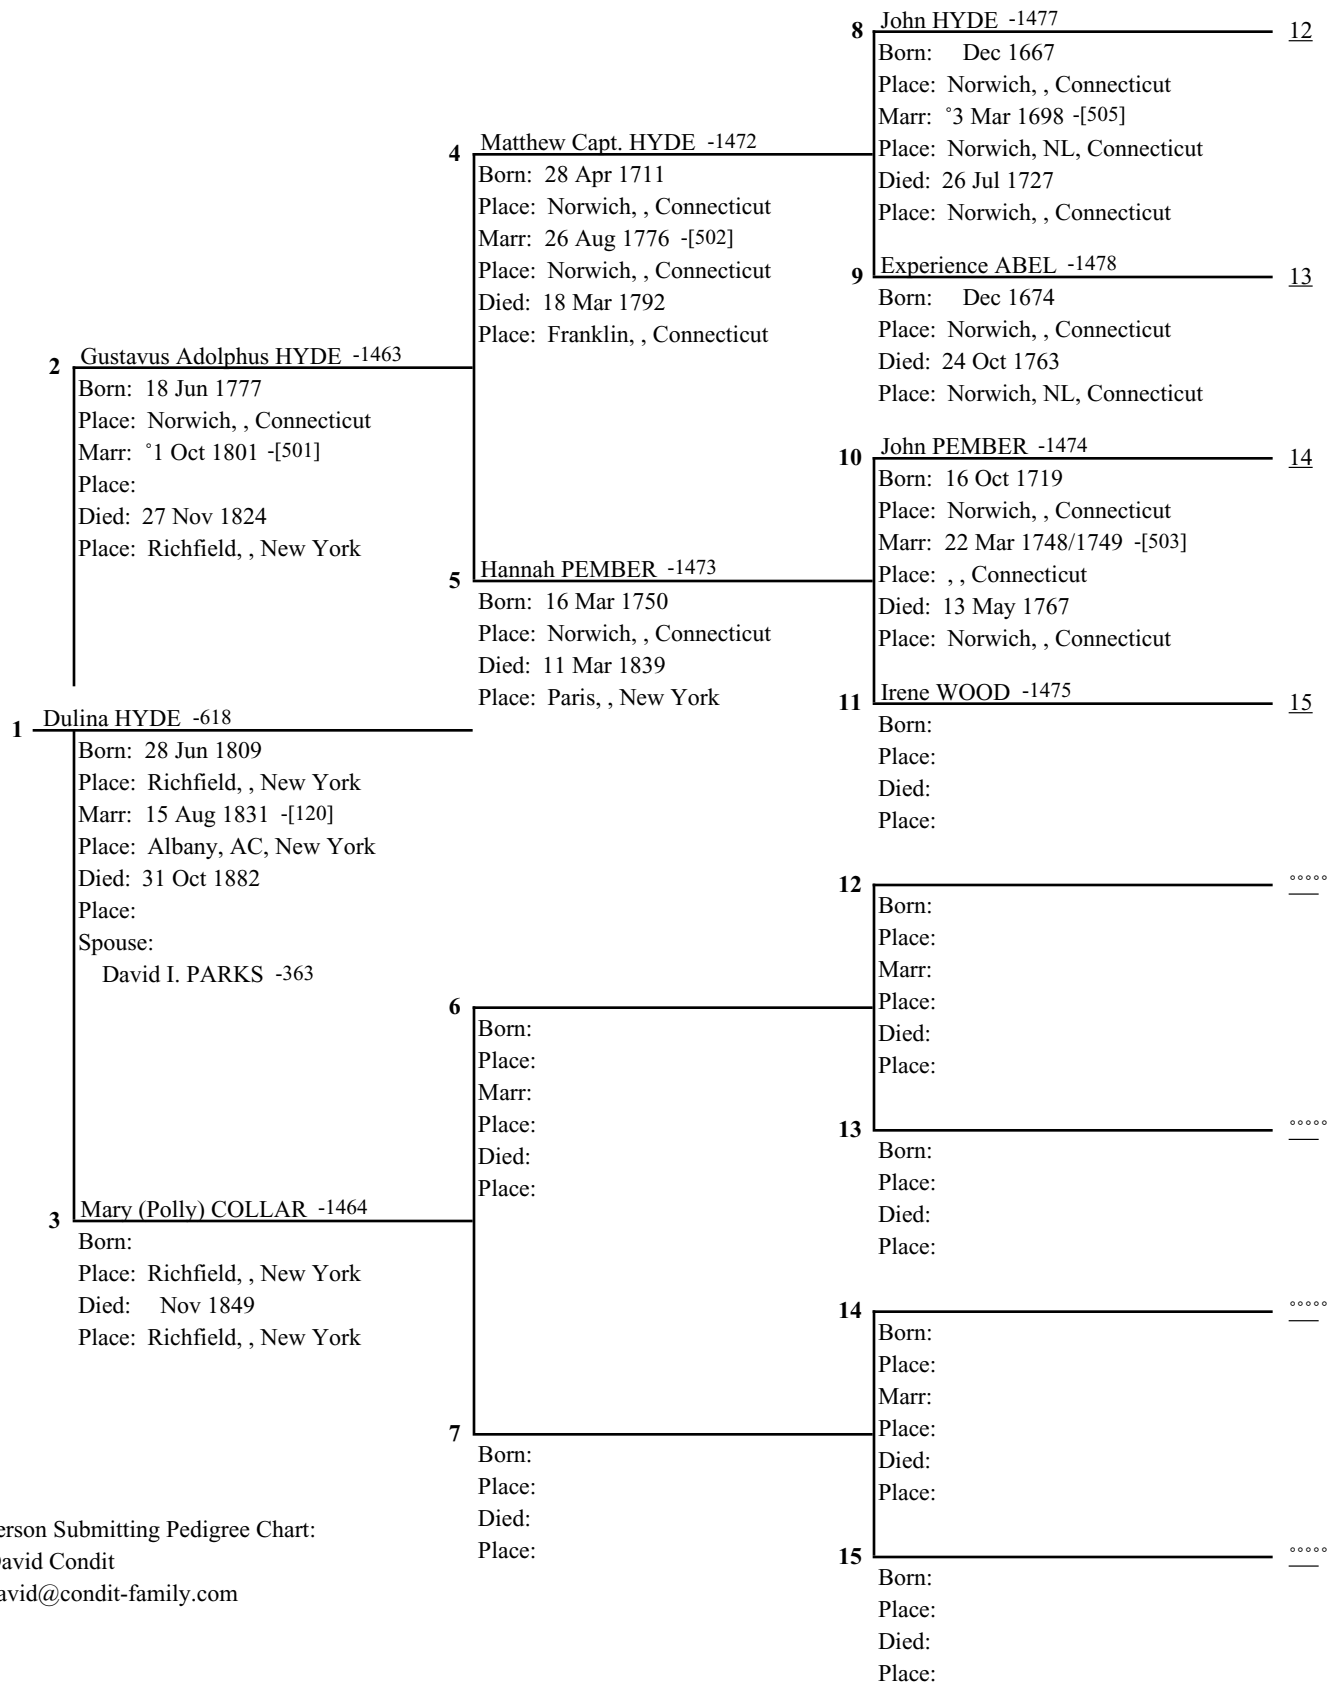 8 John HYDE -1477 12
Born: Dec 1667
Place: Norwich, , Connecticut
Marr: °3 Mar 1698 -[505]
Place: Norwich, NL, Connecticut
Died: 26 Jul 1727
Place: Norwich, , Connecticut
4 Matthew Capt. HYDE -1472
Born: 28 Apr 1711
Place: Norwich, , Connecticut
Marr: 26 Aug 1776 -[502]
Place: Norwich, , Connecticut
Died: 18 Mar 1792
Place: Franklin, , Connecticut
9 Experience ABEL -1478 13
Born: Dec 1674
Place: Norwich, , Connecticut
Died: 24 Oct 1763
Place: Norwich, NL, Connecticut
2 Gustavus Adolphus HYDE -1463
Born: 18 Jun 1777
Place: Norwich, , Connecticut
Marr: °1 Oct 1801 -[501]
Place:
Died: 27 Nov 1824
Place: Richfield, , New York
10 John PEMBER -1474 14
Born: 16 Oct 1719
Place: Norwich, , Connecticut
Marr: 22 Mar 1748/1749 -[503]
Place: , , Connecticut
Died: 13 May 1767
Place: Norwich, , Connecticut
5 Hannah PEMBER -1473
Born: 16 Mar 1750
Place: Norwich, , Connecticut
Died: 11 Mar 1839
Place: Paris, , New York
11 Irene WOOD -1475 15
Born:
Place:
Died:
Place:
1 Dulina HYDE -618
Born: 28 Jun 1809
Place: Richfield, , New York
Marr: 15 Aug 1831 -[120]
Place: Albany, AC, New York
Died: 31 Oct 1882
Place:
Spouse:
David I. PARKS -363
12 °°°°°
Born:
Place:
Marr:
Place:
Died:
Place:
6
Born:
Place:
Marr:
Place:
Died:
Place:
13 °°°°°
Born:
Place:
Died:
Place:
3 Mary (Polly) COLLAR -1464
Born:
Place: Richfield, , New York
Died: Nov 1849
Place: Richfield, , New York
14 °°°°°
Born:
Place:
Marr:
Place:
Died:
Place:
7
Born:
Place:
Died:
Place:
15 °°°°°
Born:
Place:
Died:
Place:
erson Submitting Pedigree Chart:
avid Condit
avid@condit-family.com